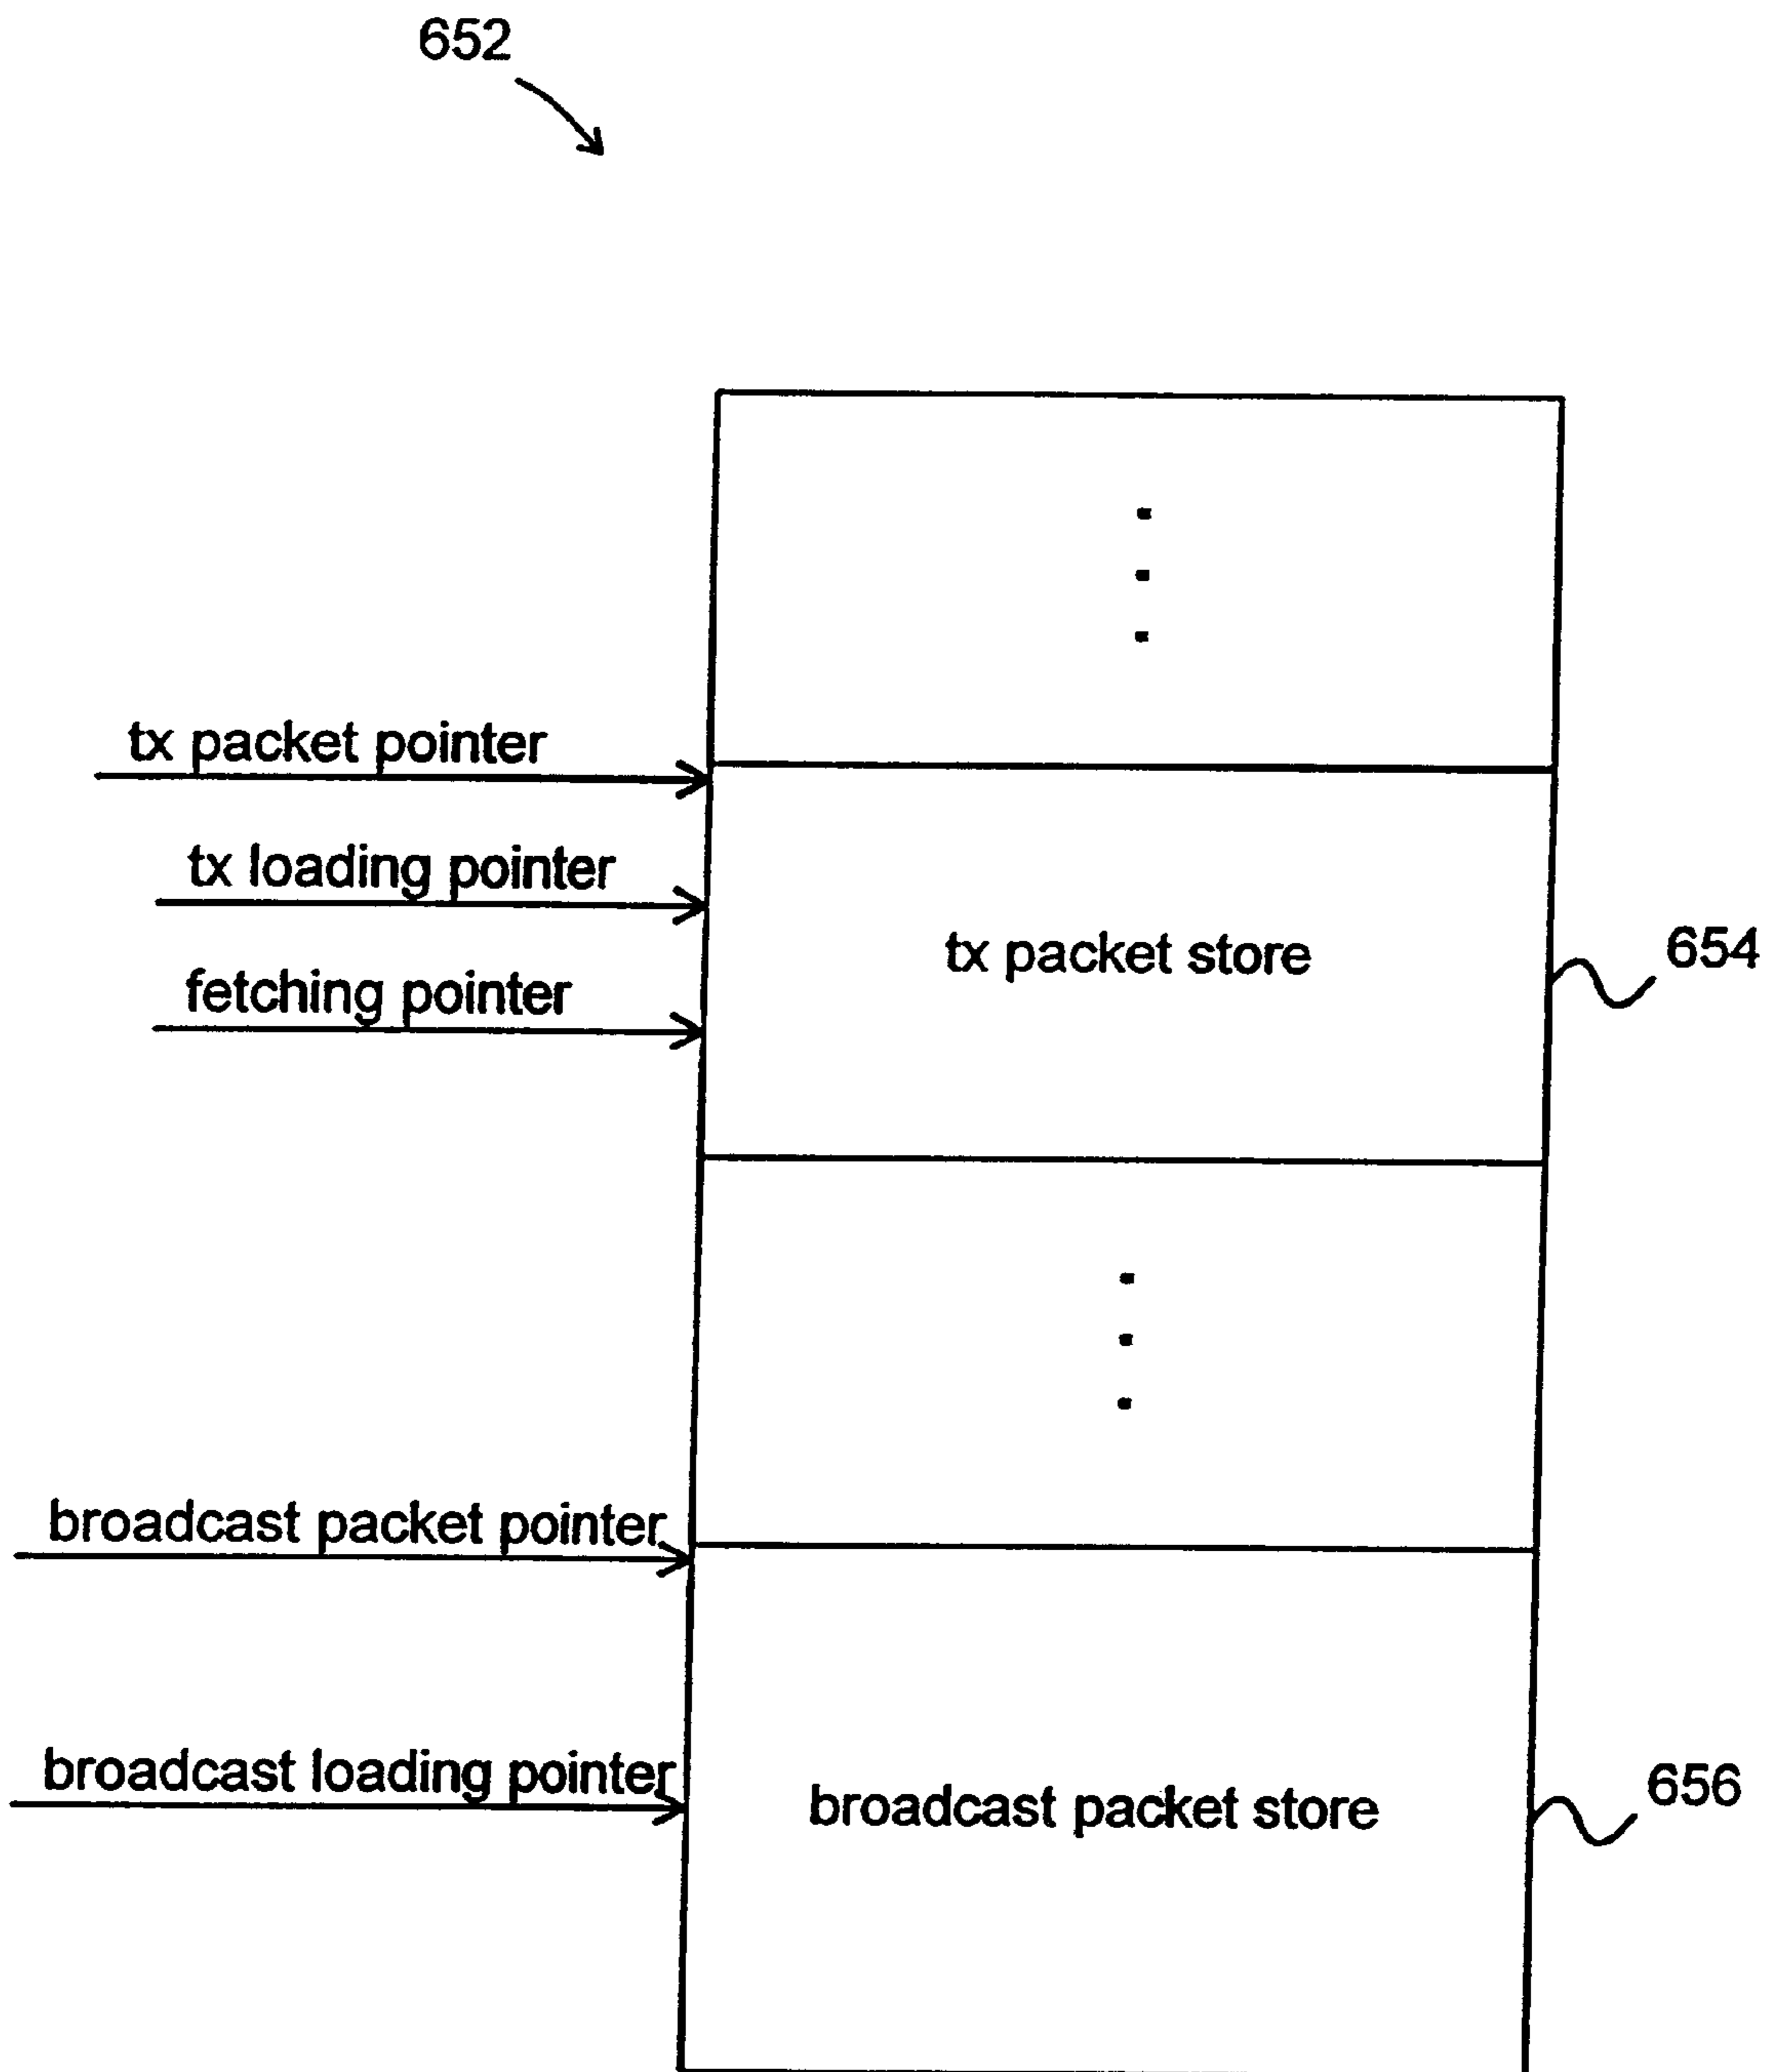 652
tx packet pointer
tx loading pointer
tx packet store
654
fetching pointer
broadcast packet pointer
broadcast loading pointer
broadcast packet store
656